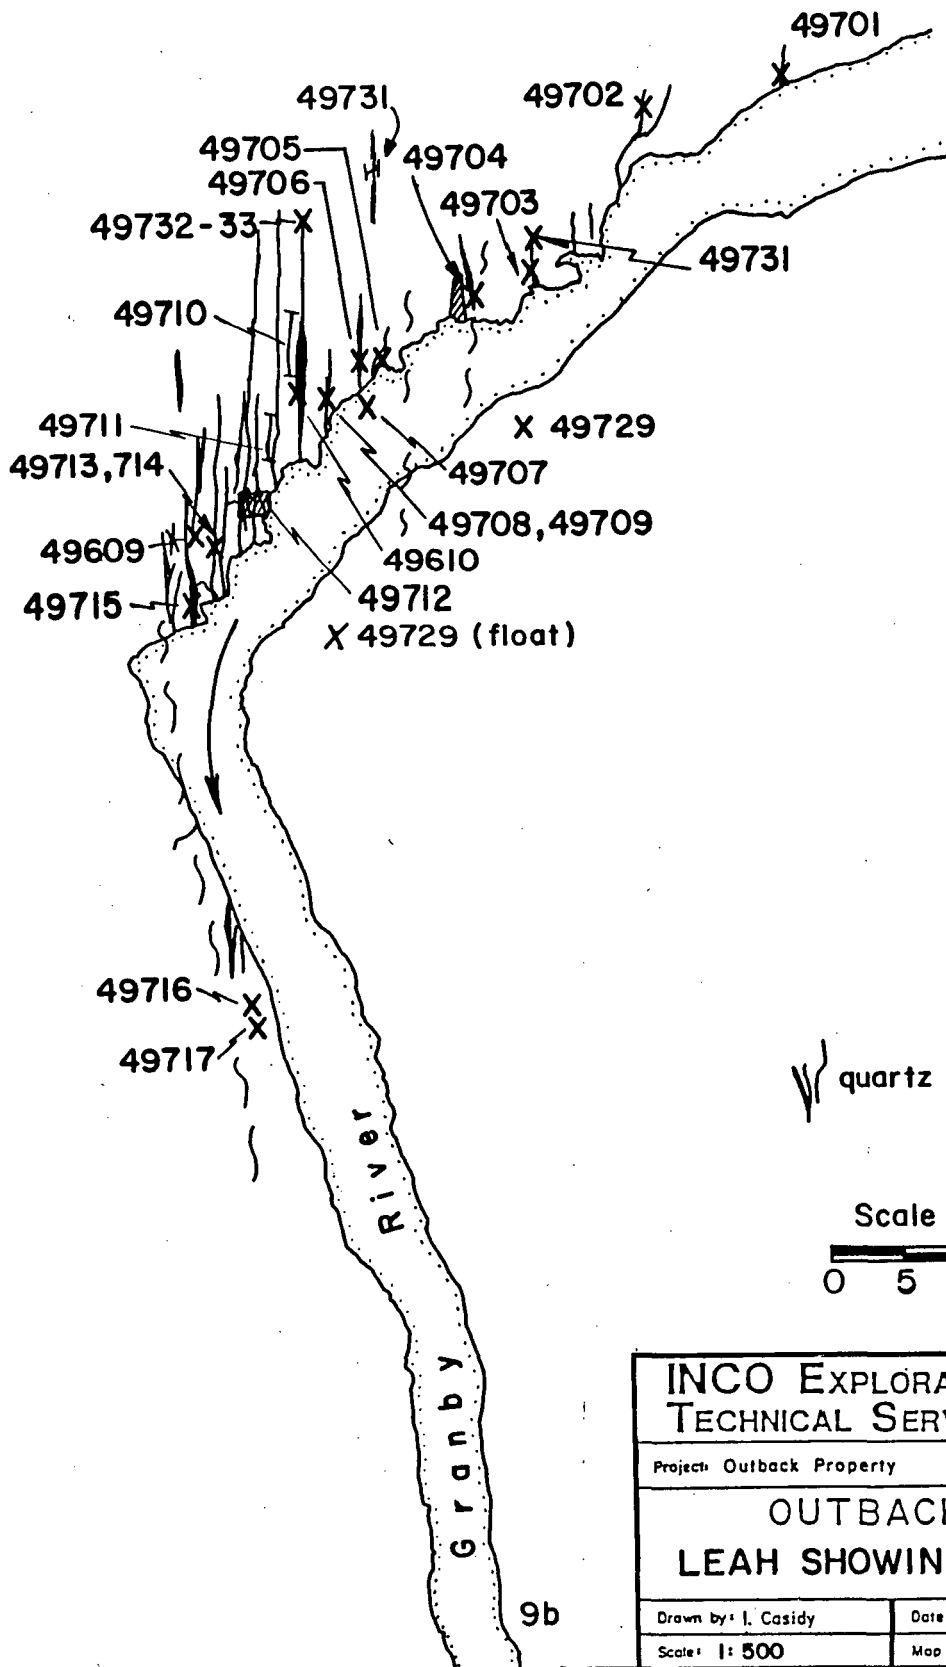 49701
49731
49702
49705
49704
49706
49703
49732-33
49731
49710
49711
49729
49713,714
49707
49708,49709
49609
49610
49712
49715
49729 (float)
49716
49717
quartz
River
Granby
Scale
0 5
INCO EXPLORA
TECHNICAL SERV
Project: Outback Property
OUTBACK
LEAH SHOWIN
Drawn by: I. Casidy
Date
Scale: 1:500
Map
9b